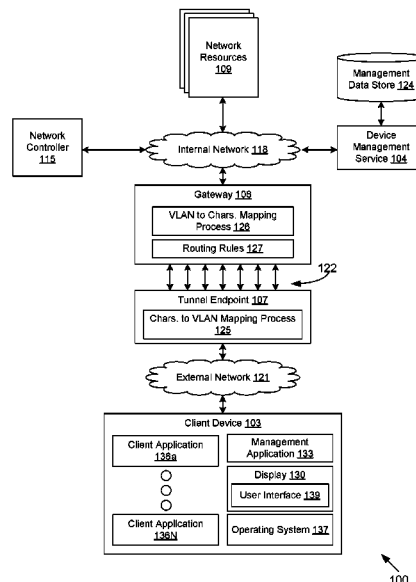 Network
Resources
109
Management
Data Store 124
Network
Controller
115
Internal Network 118
Device
Management
Service 104
Gateway 106
VLAN to Chars. Mapping
Process 126
Routing Rules 127
122
Tunnel Endpoint 107
Chars. to VLAN Mapping Process
125
External Network 121
Client Device 103
Client Application
136a
Management
Application 133
Display 130
User Interface 139
Client Application
136N
Operating System 137
100